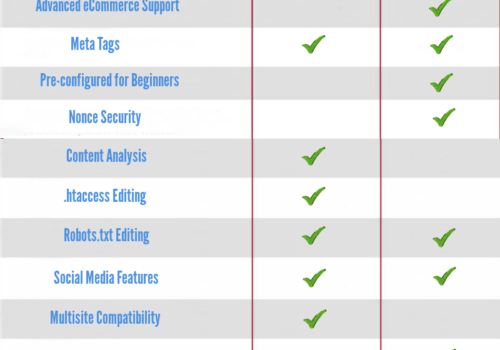 Advanced eCommerce Support
Meta Tags
Pre-configured for Beginners
Nonce Security
Content Analysis
.htaccess Editing
Robots.txt Editing
Social Media Features
Multisite Compatibility